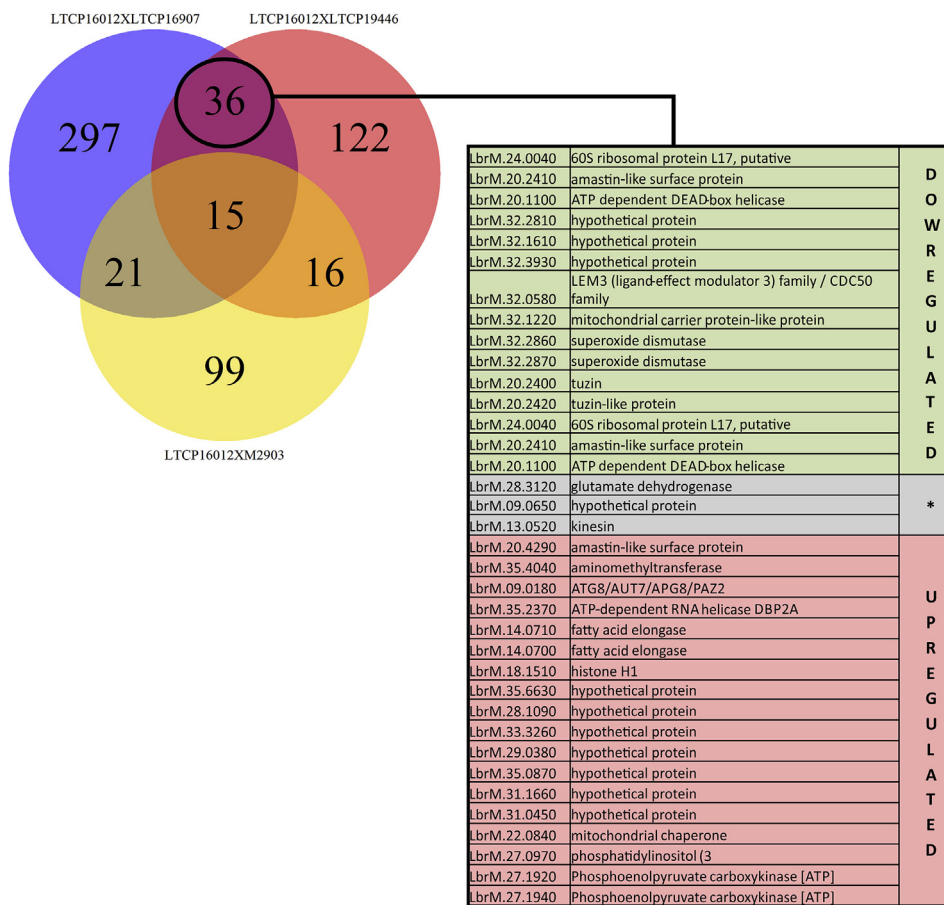 LTCP16012XLTCP16907 LTCP16012XLTCP19446
36
297
122
15
21
16
99
LTCP16012XM2903
LbrM.24.0040 60S ribosomal protein L17, putative
LbrM.20.2410 amastin-like surface protein
LbrM.20.1100 ATP dependent DEAD-box helicase
LbrM.32.2810 hypothetical protein
LbrM.32.1610 hypothetical protein
LbrM.32.3930 hypothetical protein
LEM3 (ligand-effect modulator 3) family / CDC50
LbrM.32.0580 family
LbrM.32.1220 mitochondrial carrier protein-like protein
LbrM.32.2860 superoxide dismutase
LbrM.32.2870 superoxide dismutase
LbrM.20.2400 tuzin
LbrM.20.2420 tuzin-like protein
LbrM.24.0040 60S ribosomal protein L17, putative
LbrM.20.2410 amastin-like surface protein
LbrM.20.1100 ATP dependent DEAD-box helicase
DOWREGULATED
LbrM.28.3120 glutamate dehydrogenase
LbrM.09.0650 hypothetical protein
LbrM.13.0520 kinesin
*
LbrM.20.4290 amastin-like surface protein
LbrM.35.4040 aminomethyltransferase
LbrM.09.0180 ATG8/AUT7/APG8/PAZ2
LbrM.35.2370 ATP-dependent RNA helicase DBP2A
LbrM.14.0710 fatty acid elongase
LbrM.14.0700 fatty acid elongase
LbrM.18.1510 histone H1
LbrM.35.6630 hypothetical protein
LbrM.28.1090 hypothetical protein
LbrM.33.3260 hypothetical protein
LbrM.29.0380 hypothetical protein
LbrM.35.0870 hypothetical protein
LbrM.31.1660 hypothetical protein
LbrM.31.0450 hypothetical protein
LbrM.22.0840 mitochondrial chaperone
LbrM.27.0970 phosphatidylinositol (3
LbrM.27.1920 Phosphoenolpyruvate carboxykinase [ATP]
LbrM.27.1940 Phosphoenolpyruvate carboxykinase [ATP]
UPREGULATED